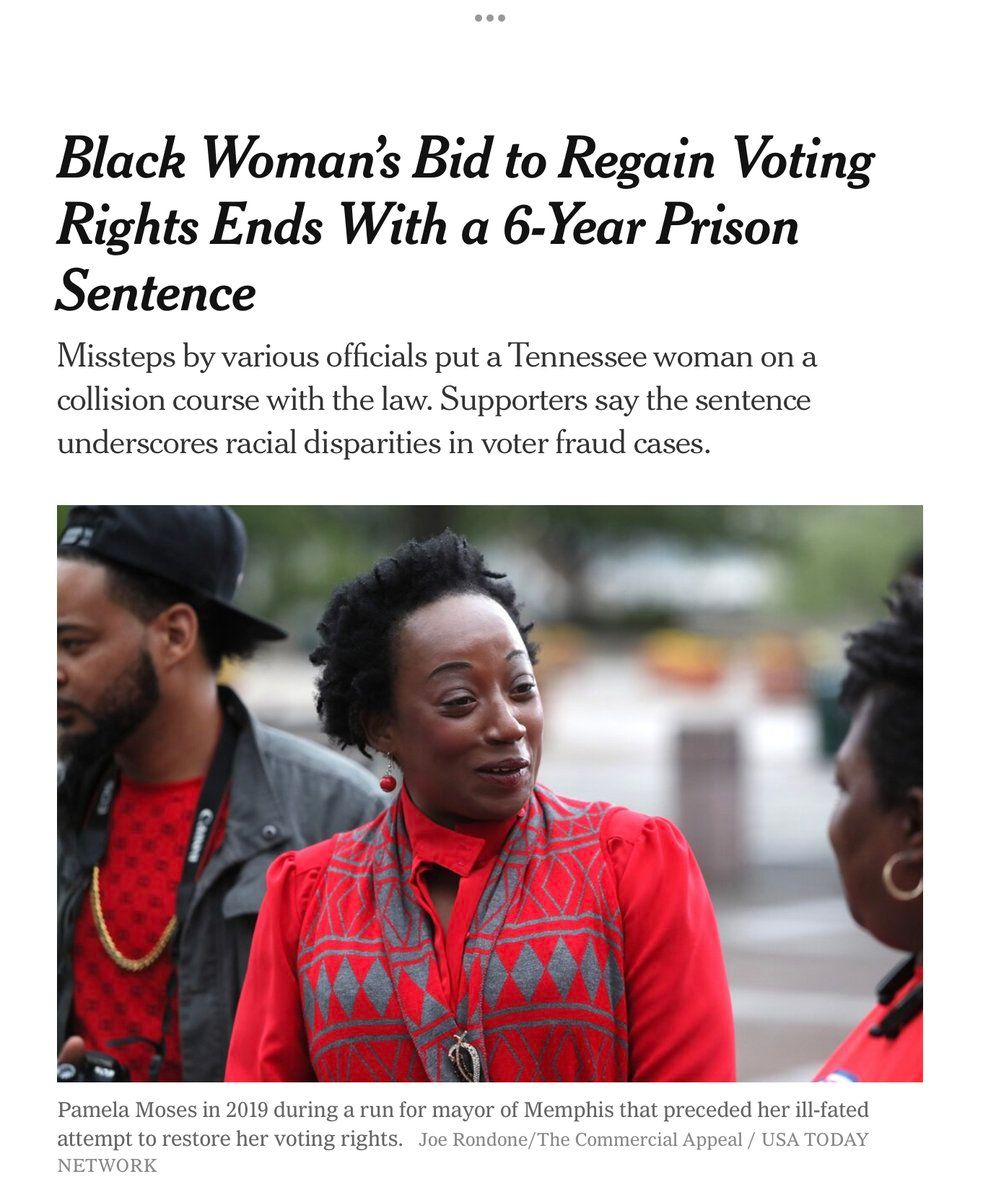 Black Woman’s Bid to Regain Voting
Rights Ends With a 6-Year Prison
Sentence
Missteps by various officials put a Tennessee woman on a
collision course with the law. Supporters say the sentence
underscores racial disparities in voter fraud cases.
Canon
Pamela Moses in 2019 during a run for mayor of Memphis that preceded her ill-fated
attempt to restore her voting rights. Joe Rondone/The Commercial Appeal / USA TODAY
NETWORK